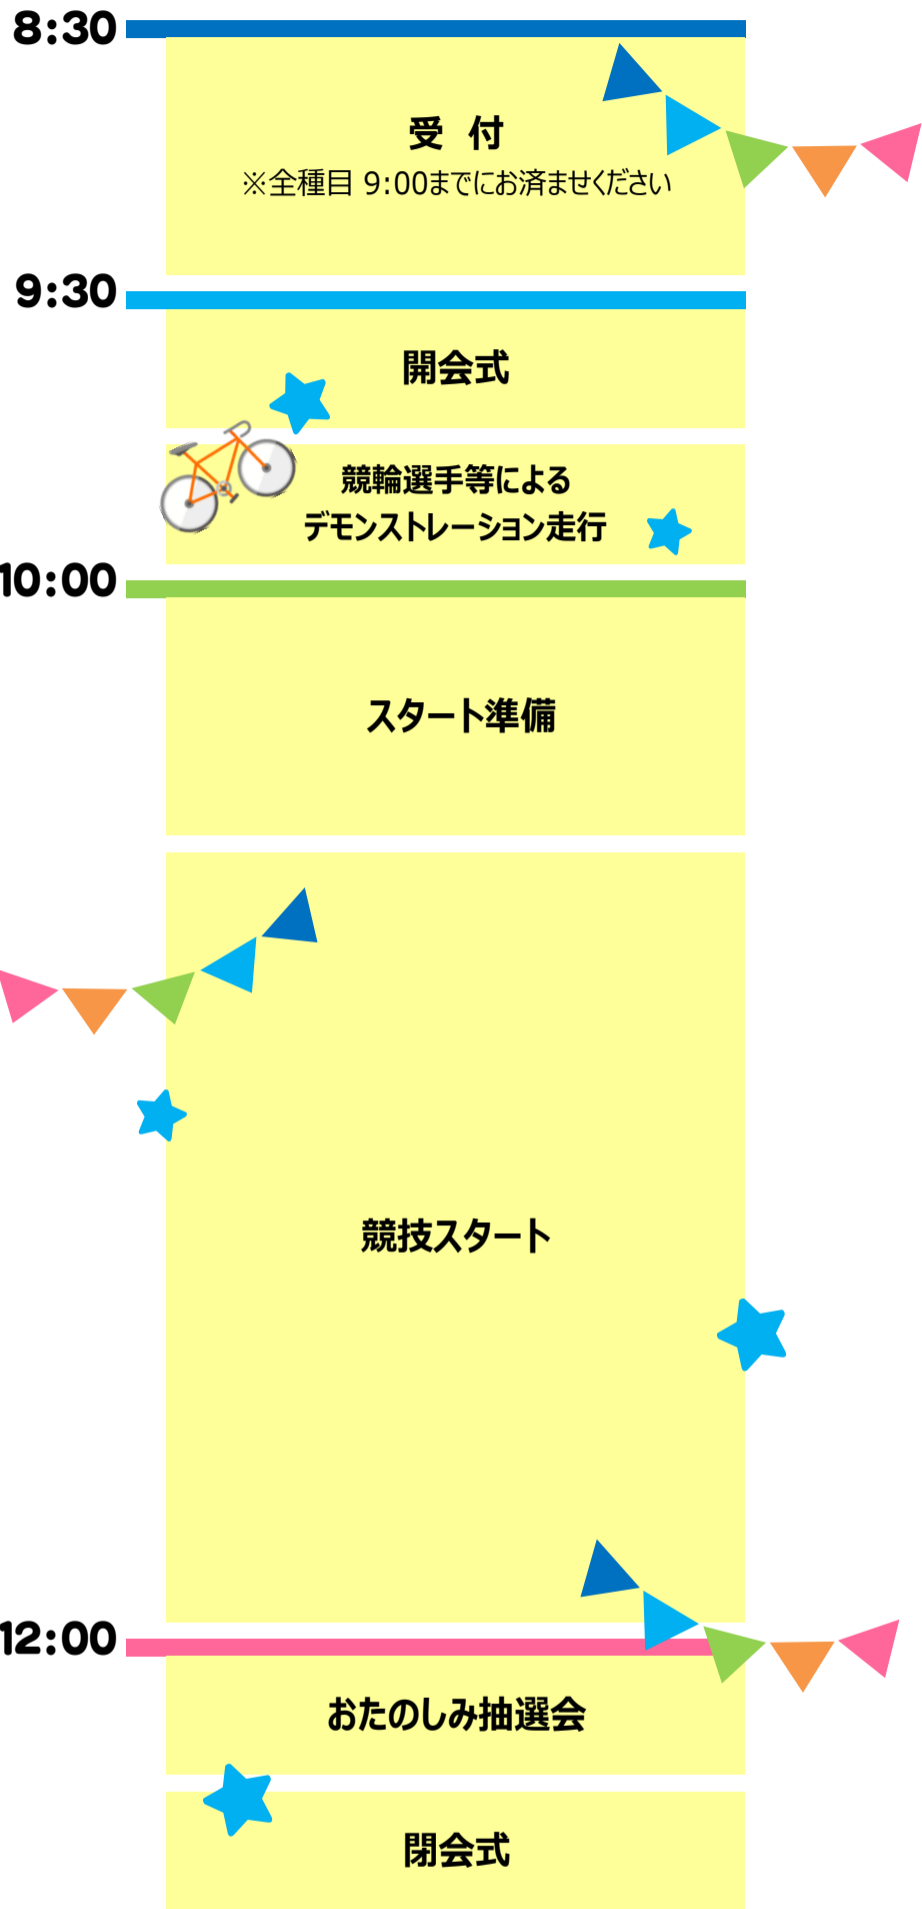 8:30
受 付
※全種目 9:00までにお済ませください
9:30
開会式
競輪選手等による
デモンストレーション走行
10:00
スタート準備
競技スタート
12:00
おたのしみ抽選会
閉会式